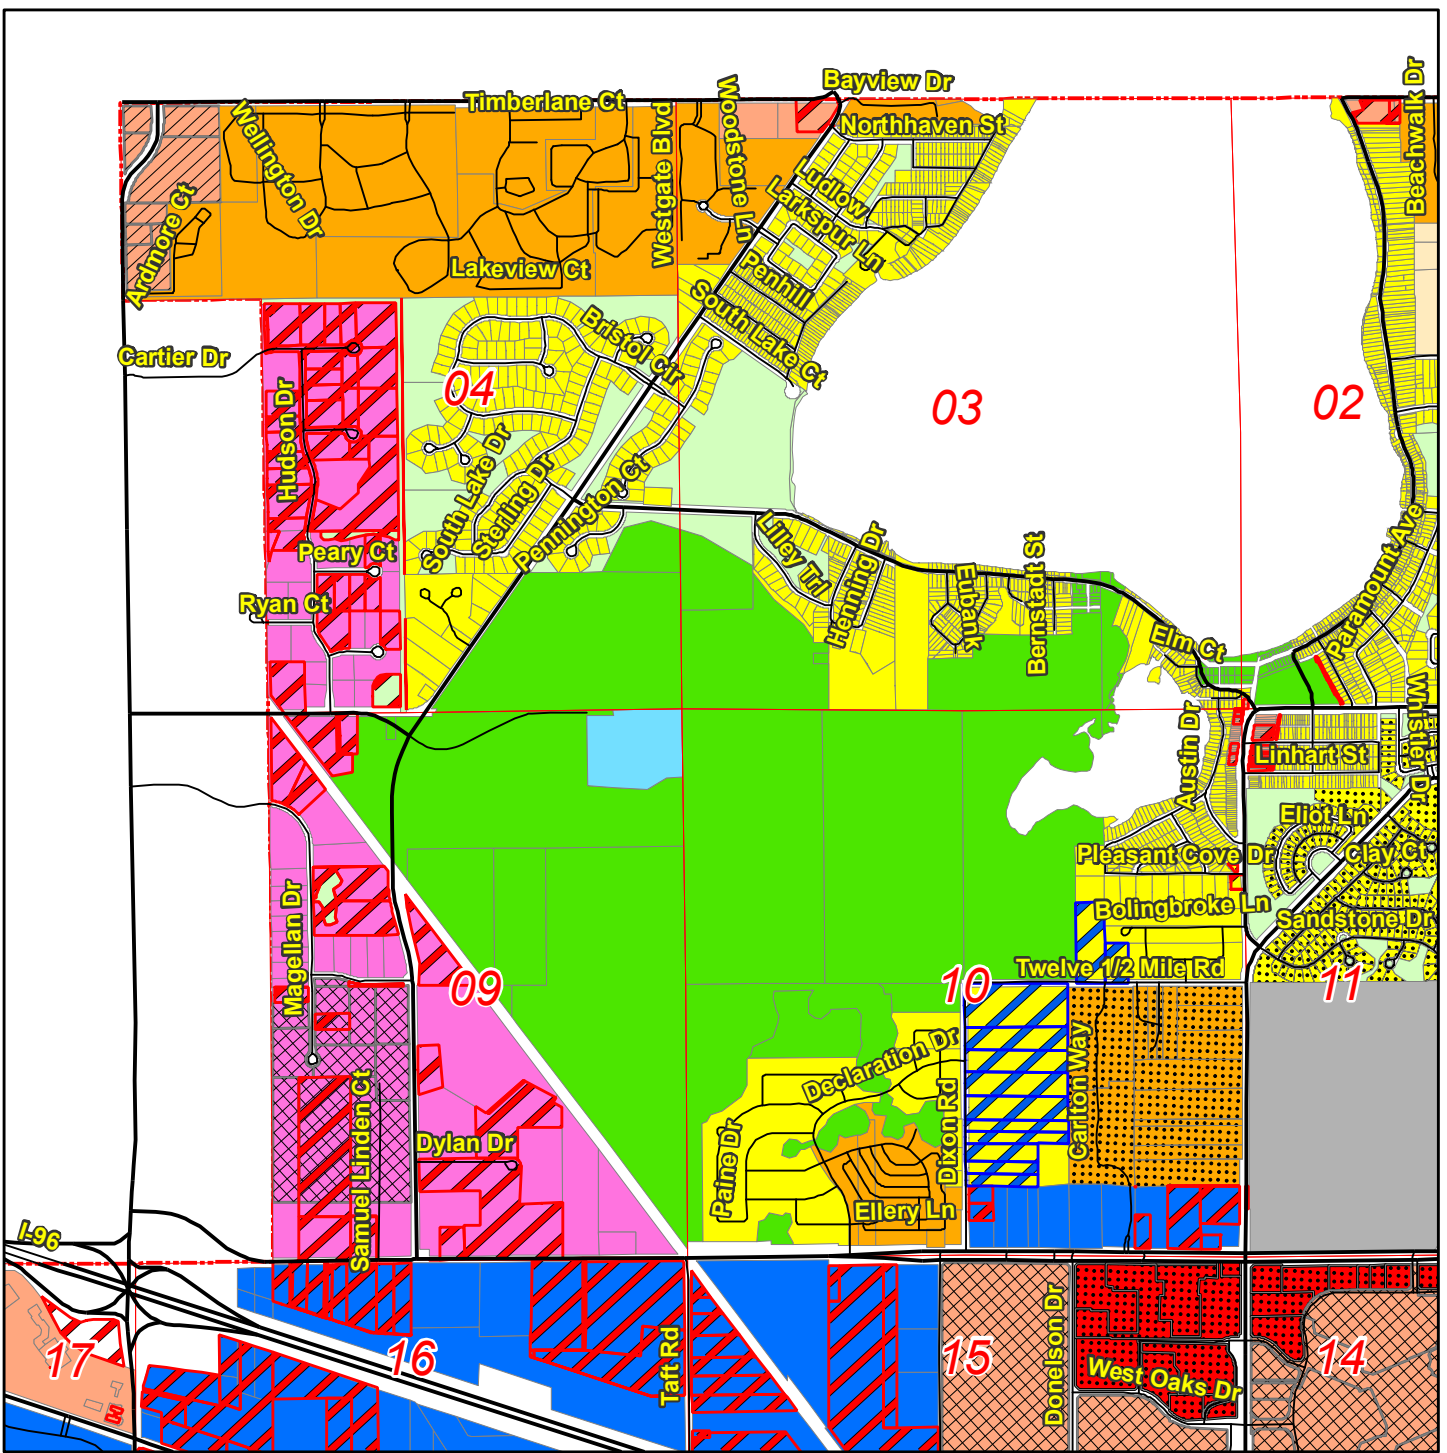 Bayview Dr
Timberlane Ct
Beachwalk Dr
Wellington Dr
Westgate Blvd
Woodstone Ln
Northhaven St
Ludlow
Larkspur Ln
Ardmore Ct
Lakeview Ct
Penhill
South Lake Ct
Bristol Cir
Cartier Dr
04
03
02
Hudson Dr
South Lake Dr
Sterling Dr
Pennington Ct
Peary Ct
Ryan Ct
Lilley Trl
Henning Dr
Eubank
Bernstadt St
Paramount Ave
Elm Ct
Whistler Dr
Austin Dr
Linhart St
Eliot Ln
Clay Ct
Pleasant Cove Dr
Bolingbroke Ln
Sandstone Dr
Magellan Dr
09
10
Twelve 1/2 Mile Rd
11
Declaration Dr
Dixon Rd
Carlton Way
Samuel Linden Ct
Dylan Dr
Paine Dr
Ellery Ln
I-96
17
16
Taft Rd
15
Donelson Dr
West Oaks Dr
14